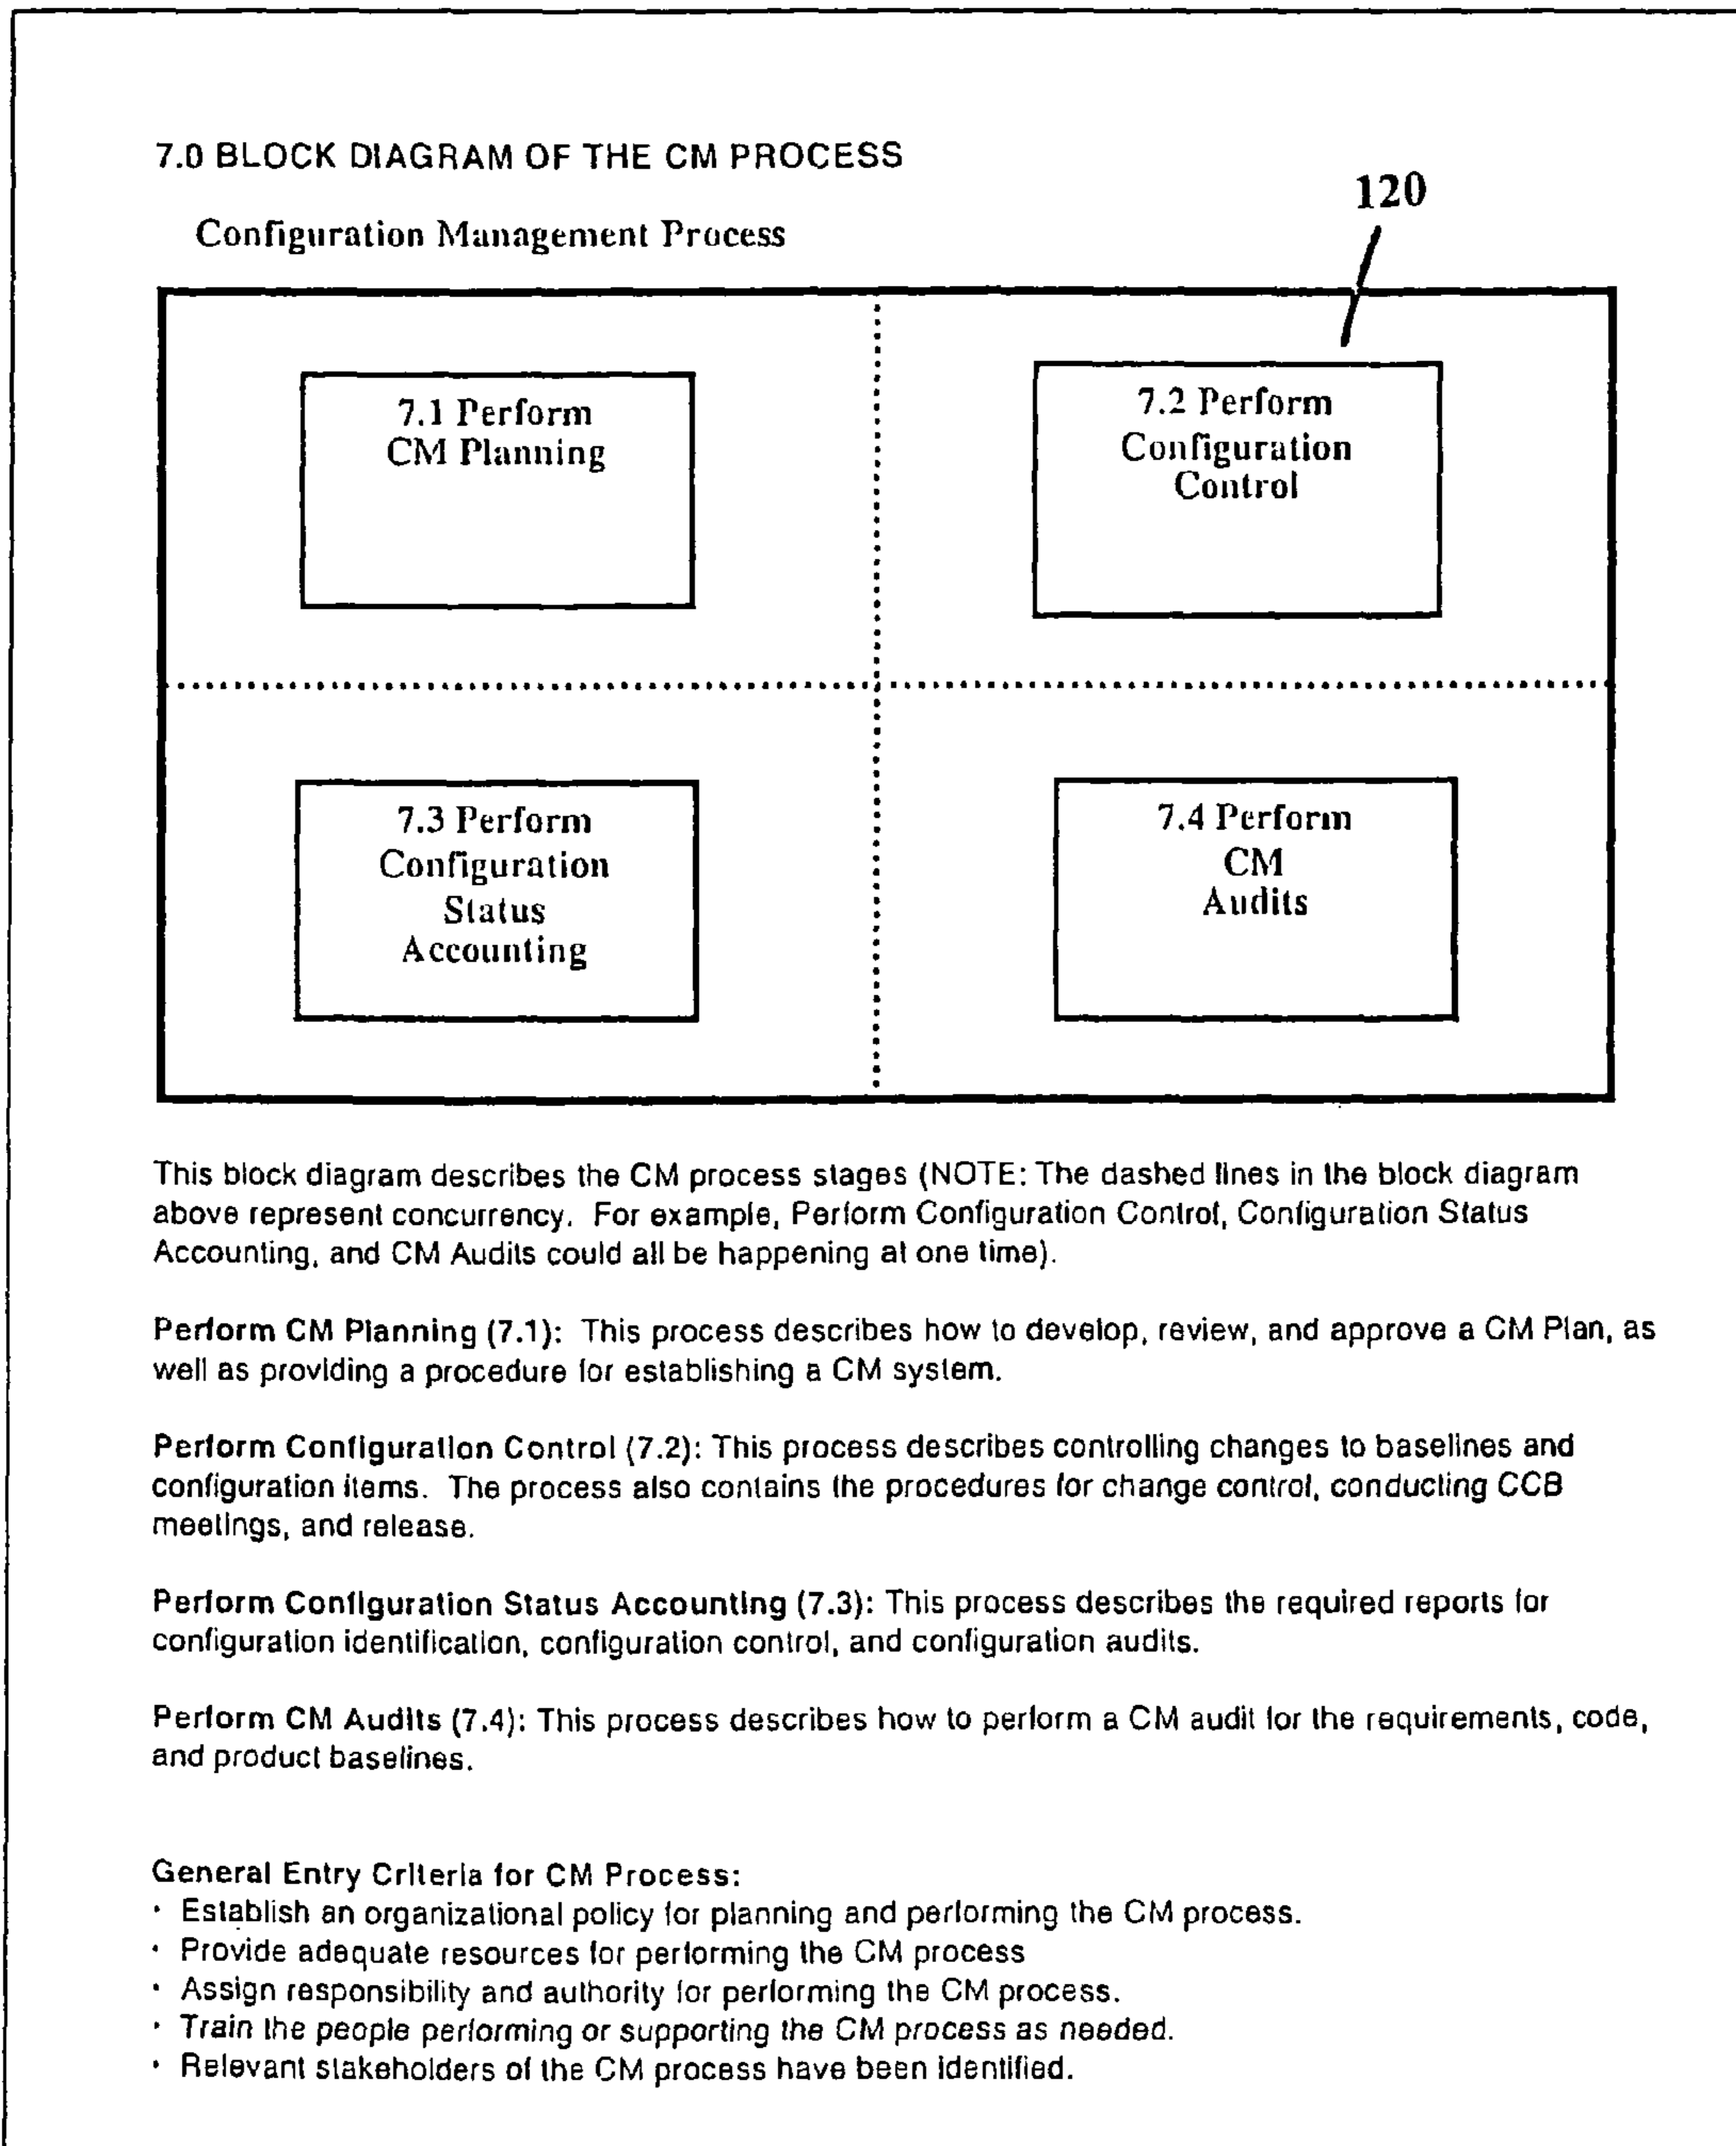 7.0 BLOCK DIAGRAM OF THE CM PROCESS
120
Configuration Management Process
7.1 Perform
CM Planning
7.2 Perform
Configuration
Control
7.3 Perform
Configuration
Status
Accounting
7.4 Perform
CM
Audits
This block diagram describes the CM process stages (NOTE: The dashed lines in the block diagram
above represent concurrency. For example, Perform Configuration Control, Configuration Status
Accounting, and CM Audits could all be happening at one time).
Perform CM Planning (7.1): This process describes how to develop, review, and approve a CM Plan, as
well as providing a procedure for establishing a CM system.
Perform Configuration Control (7.2): This process describes controlling changes to baselines and
configuration items. The process also contains the procedures for change control, conducting CCB
meetings, and release.
Perform Configuration Status Accounting (7.3): This process describes the required reports for
configuration identification, configuration control, and configuration audits.
Perform CM Audits (7.4): This process describes how to perform a CM audit for the requirements, code,
and product baselines.
General Entry Criteria for CM Process:
· Establish an organizational policy for planning and performing the CM process.
· Provide adequate resources for performing the CM process
· Assign responsibility and authority for performing the CM process.
· Train the people performing or supporting the CM process as needed.
· Relevant stakeholders of the CM process have been identified.